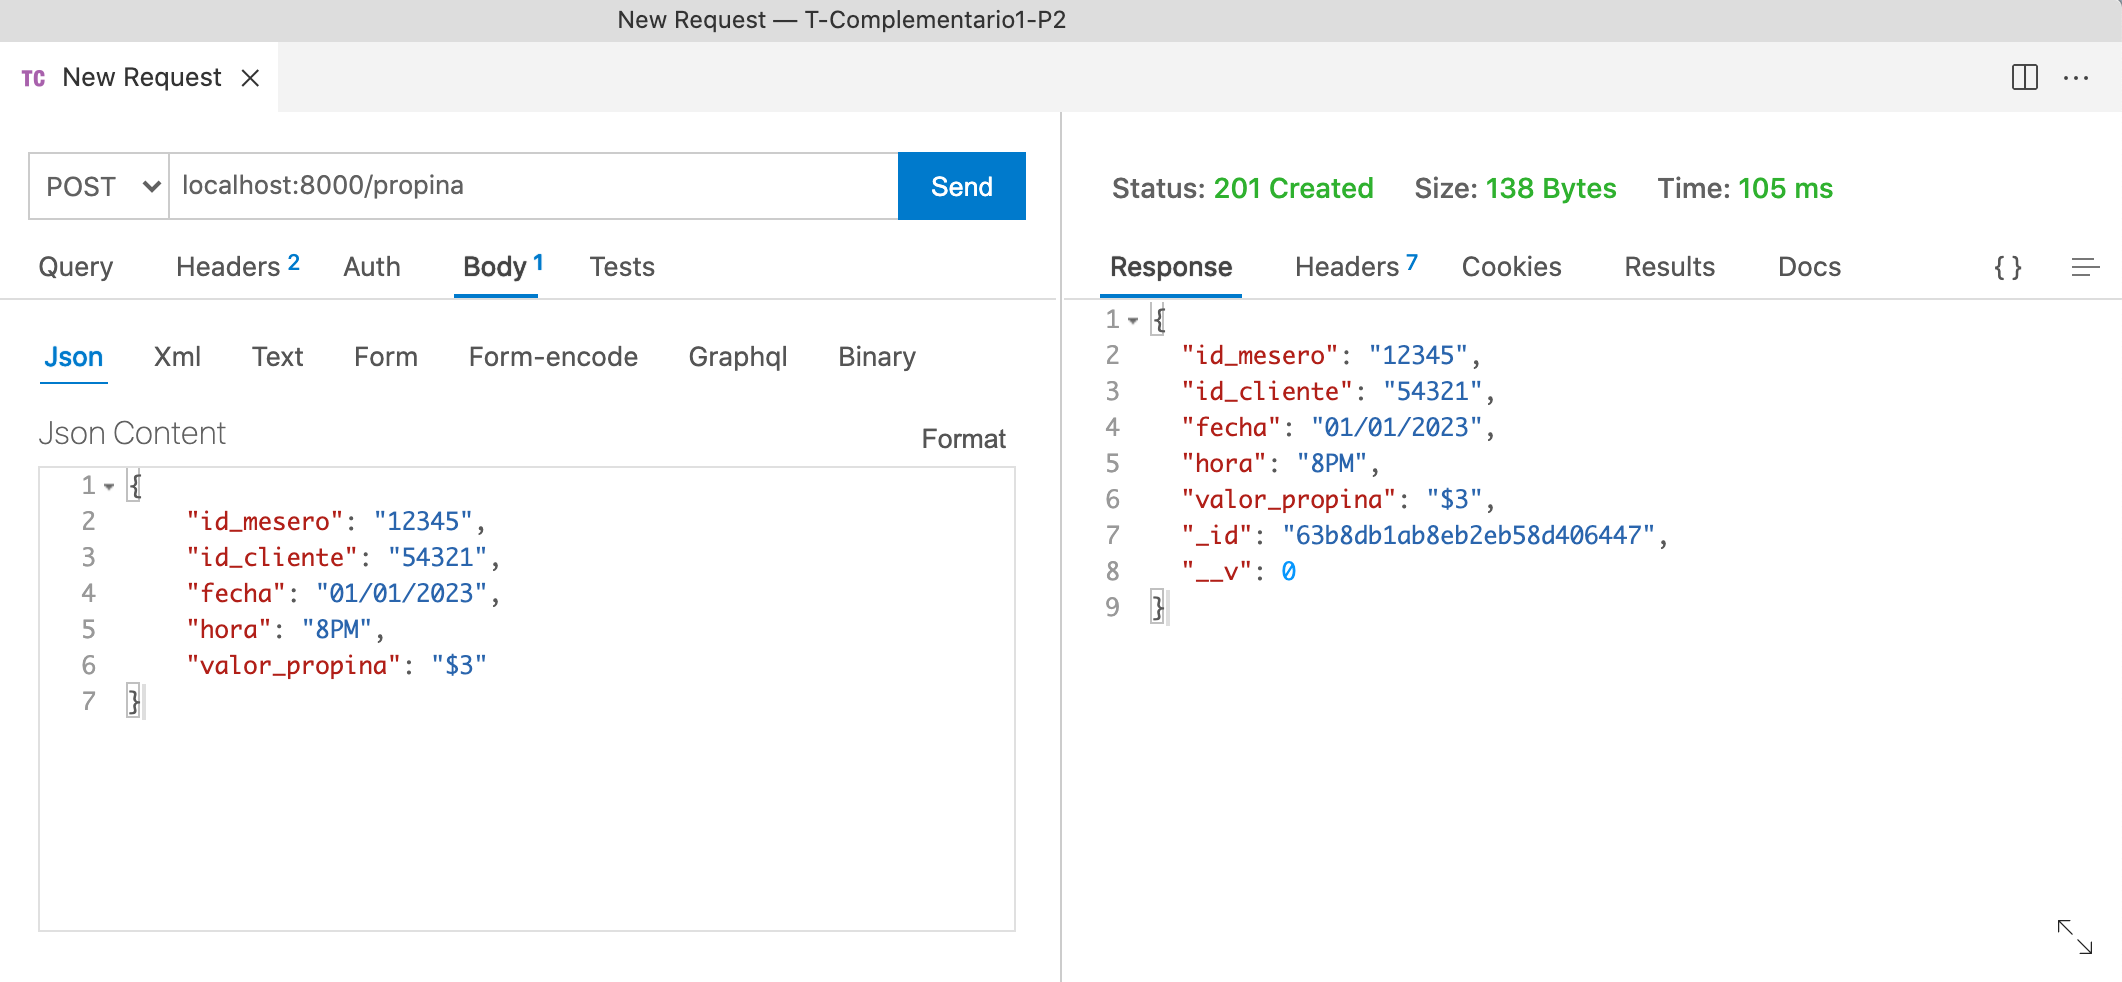 New Request — T-Complementario1-P2
TC New Request
POST localhost:8000/propina Send
Query Headers 2 Auth Body 1 Tests
Json Xml Text Form Form-encode Graphql Binary
Json Content
Format
1 {
2 "id_mesero": "12345",
3 "id_cliente": "54321",
4 "fecha": "01/01/2023",
5 "hora": "8PM",
6 "valor_propina": "$3"
7 }
Status: 201 Created Size: 138 Bytes Time: 105 ms
Response Headers 7 Cookies Results Docs { }
1 {
2 "id_mesero": "12345",
3 "id_cliente": "54321",
4 "fecha": "01/01/2023",
5 "hora": "8PM",
6 "valor_propina": "$3",
7 "_id": "63b8db1ab8eb2eb58d406447",
8 "__v": 0
9 }